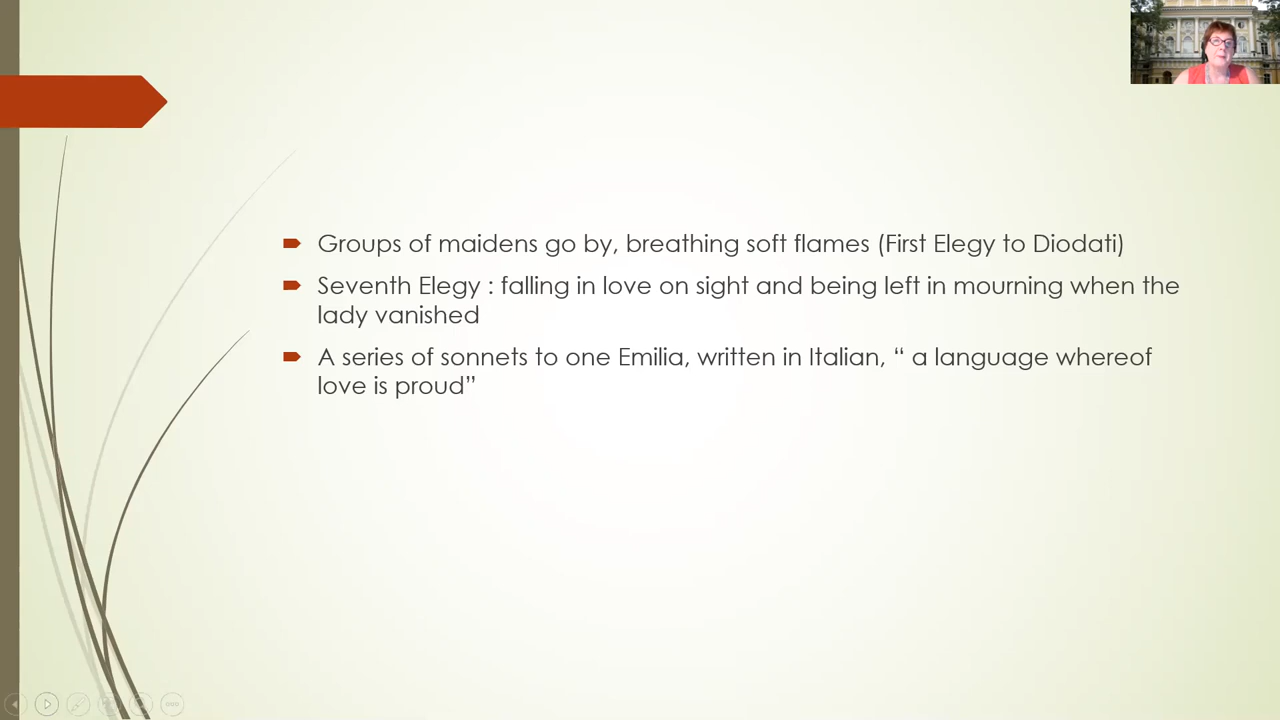 Groups of maidens go by, breathing soft flames (First Elegy to Diodati)
Seventh Elegy : falling in love on sight and being left in mourning when the
lady vanished
A series of sonnets to one Emilia, written in Italian, “ a language whereof
love is proud”